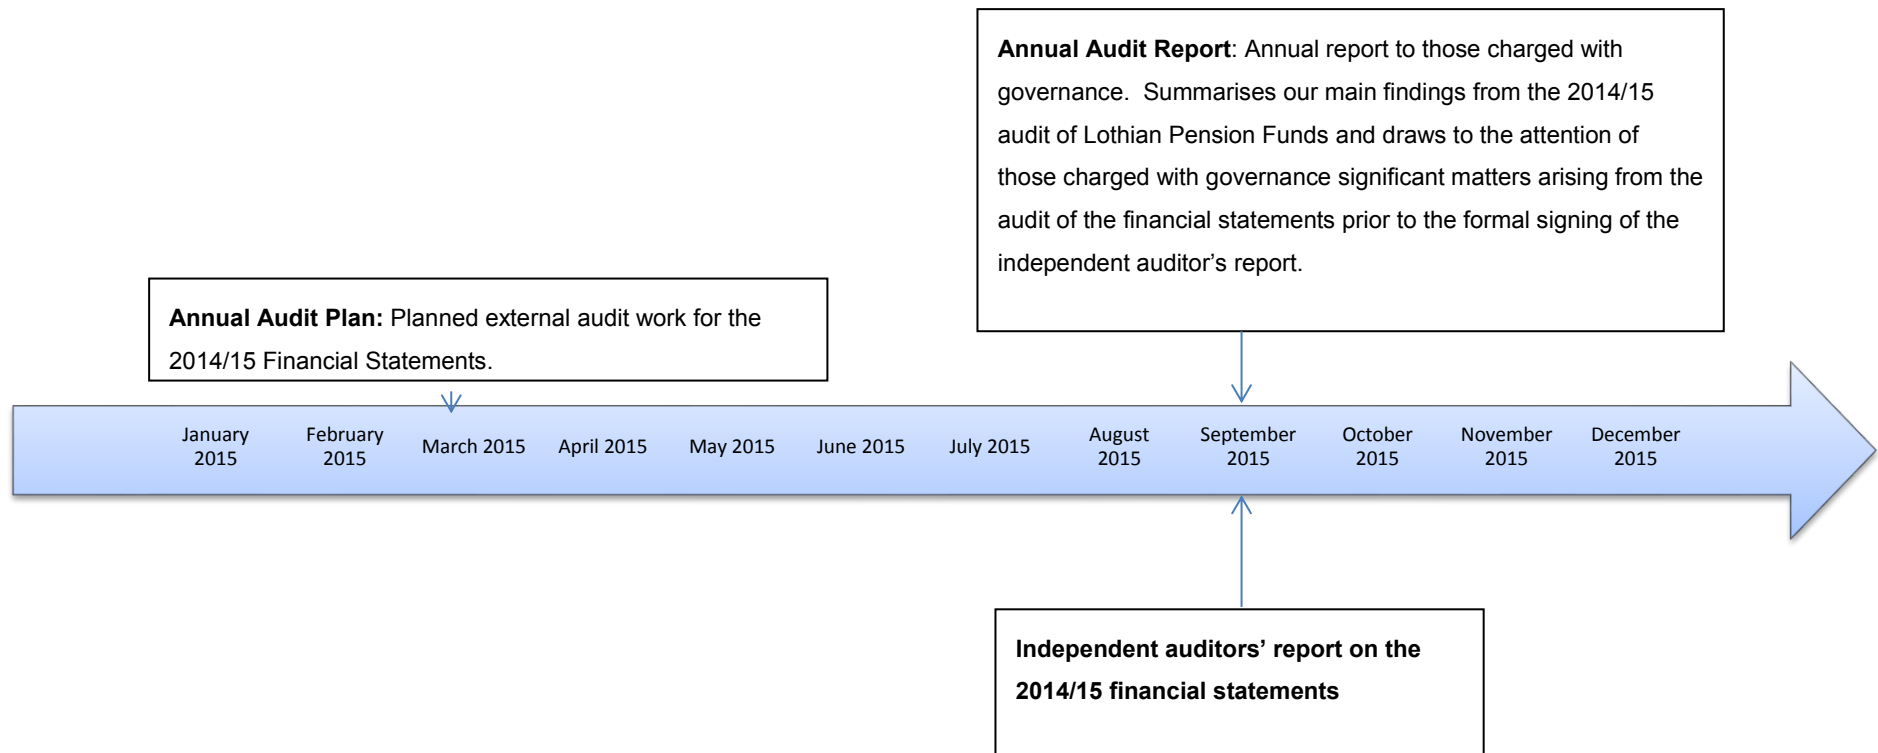 Annual Audit Report: Annual report to those charged with
governance.  Summarises our main findings from the 2014/15
audit of Lothian Pension Funds and draws to the attention of
those charged with governance significant matters arising from the
audit of the financial statements prior to the formal signing of the
independent auditor’s report.
Annual Audit Plan: Planned external audit work for the
2014/15 Financial Statements.
January
2015
February
2015
March 2015
April 2015
May 2015
June 2015
July 2015
August
2015
September
2015
October
2015
November
2015
December
2015
Independent auditors’ report on the
2014/15 financial statements